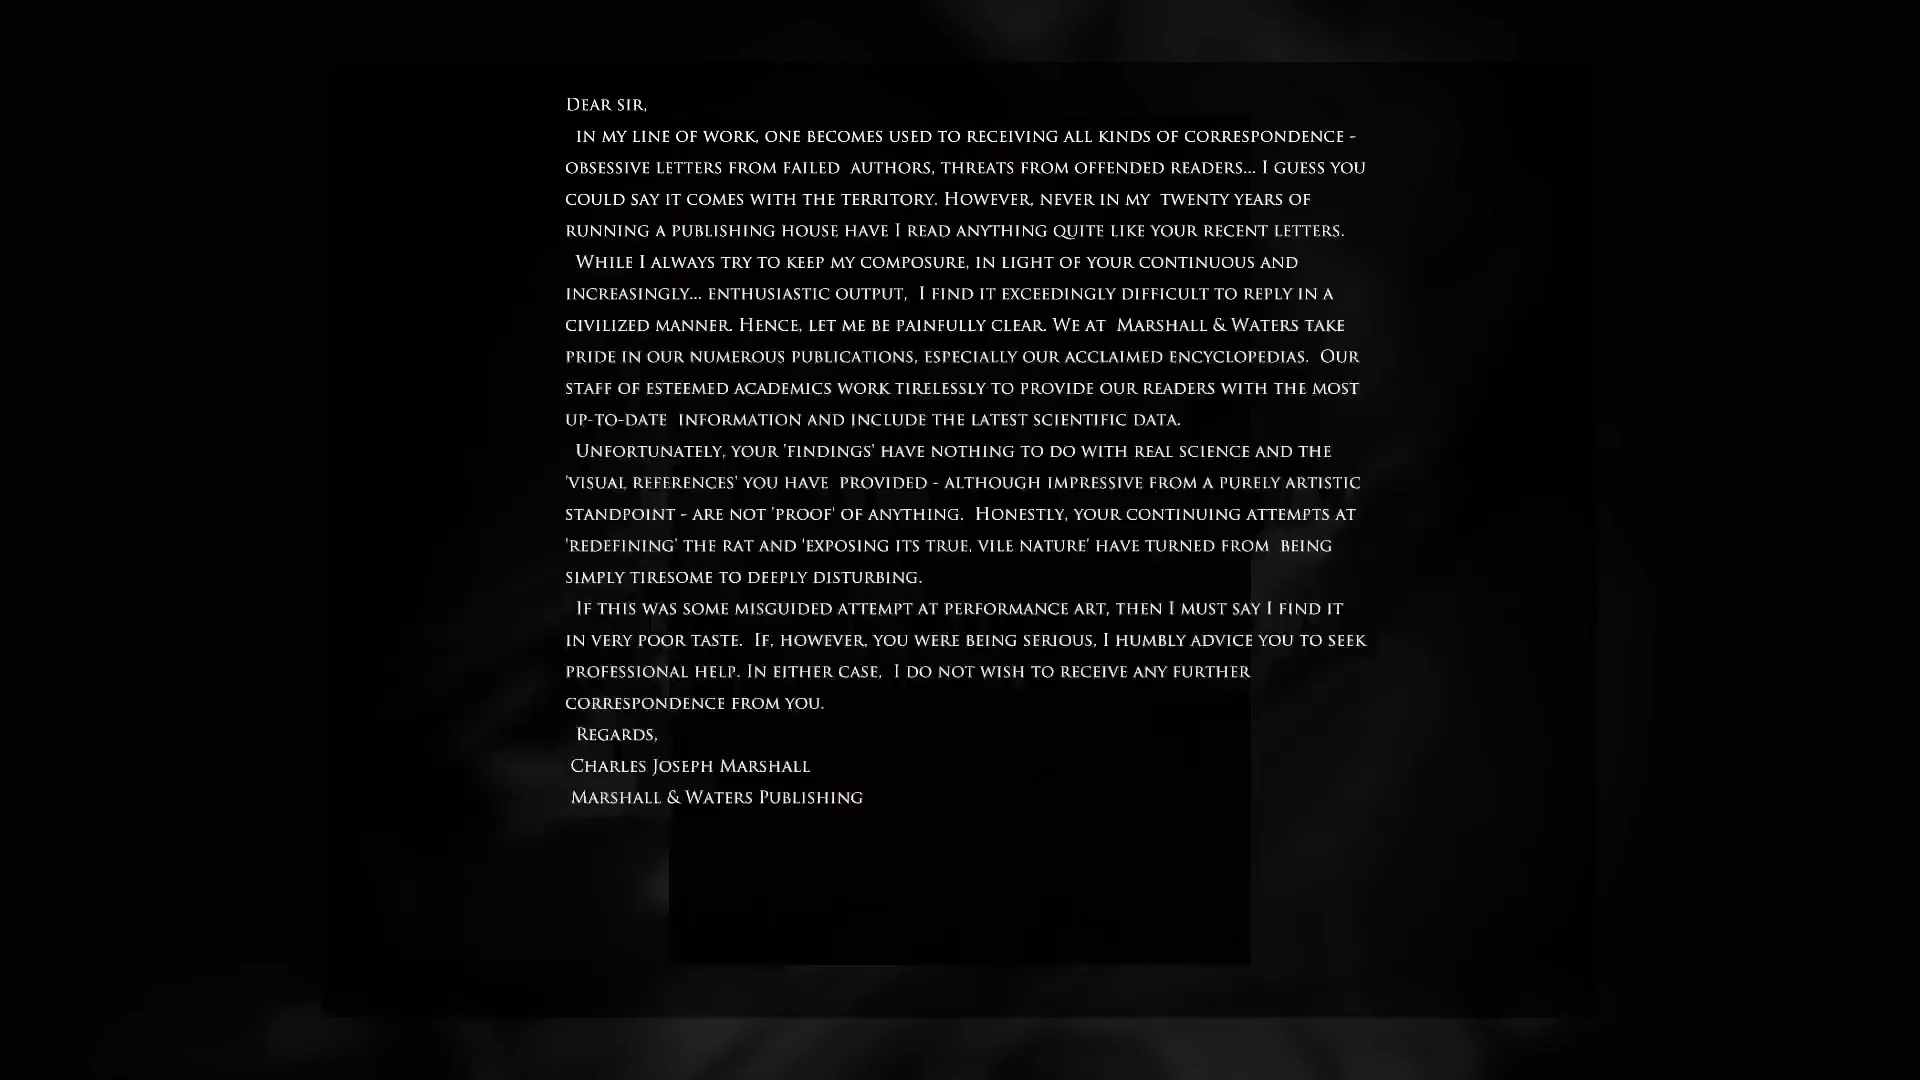 Dear sir,
in my line of work, one becomes used to receiving all kinds of correspondence -
obsessive letters from failed authors, threats from offended readers... I guess you
could say it comes with the territory. However, never in my twenty years of
running a publishing house have I read anything quite like your recent letters.
While I always try to keep my composure, in light of your continuous and
increasingly... enthusiastic output, I find it exceedingly difficult to reply in a
civilized manner. Hence, let me be painfully clear. We at Marshall & Waters take
pride in our numerous publications, especially our acclaimed encyclopedias. Our
staff of esteemed academics work tirelessly to provide our readers with the most
up-to-date information and include the latest scientific data.
Unfortunately, your 'findings' have nothing to do with real science and the
'visual references' you have provided - although impressive from a purely artistic
standpoint - are not 'proof' of anything. Honestly, your continuing attempts at
'redefining' the rat and 'exposing its true, vile nature' have turned from being
simply tiresome to deeply disturbing.
If this was some misguided attempt at performance art, then I must say I find it
in very poor taste. If, however, you were being serious, I humbly advice you to seek
professional help. In either case, I do not wish to receive any further
correspondence from you.
Regards,
Charles Joseph Marshall
Marshall & Waters Publishing